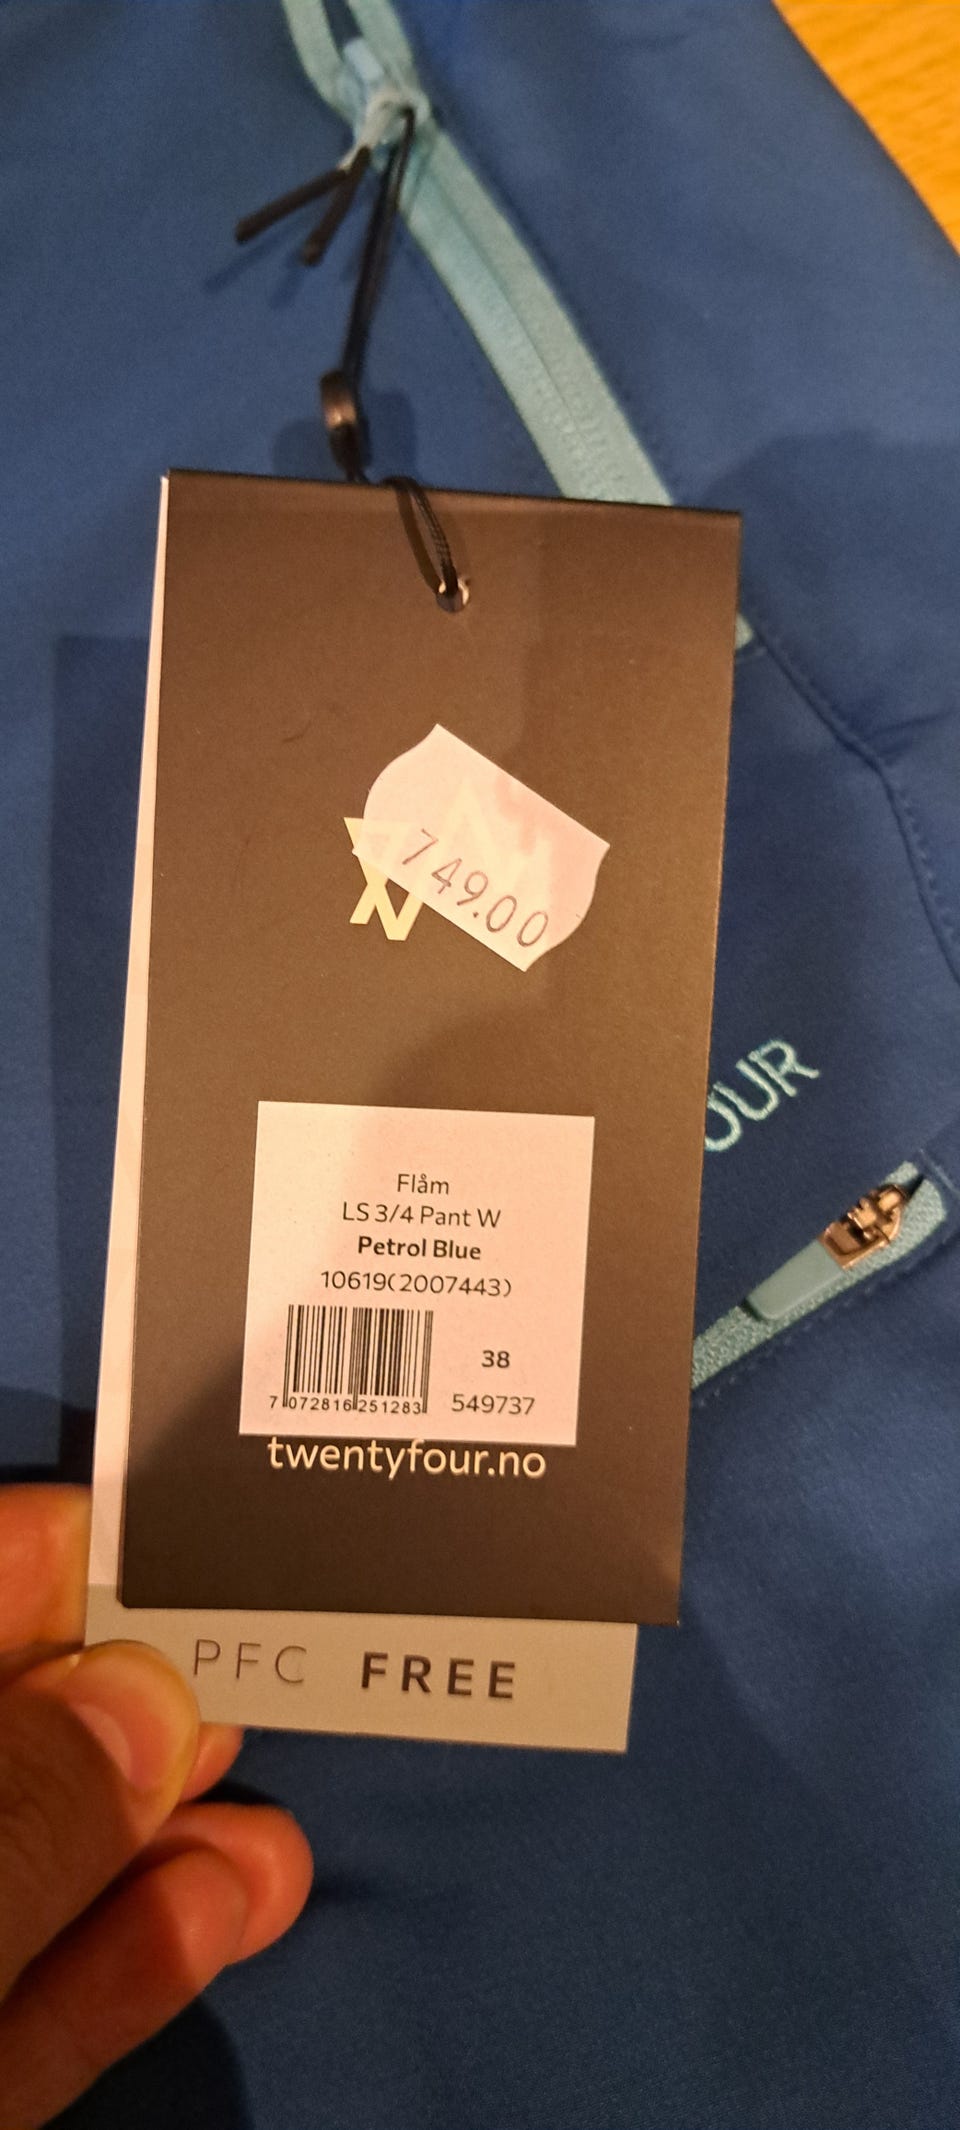 749.00
OUR
Flåm
LS 3/4 Pant W
Petrol Blue
10619(2007443)
38
7 072816 251283
549737
twentyfour.no
PFC FREE